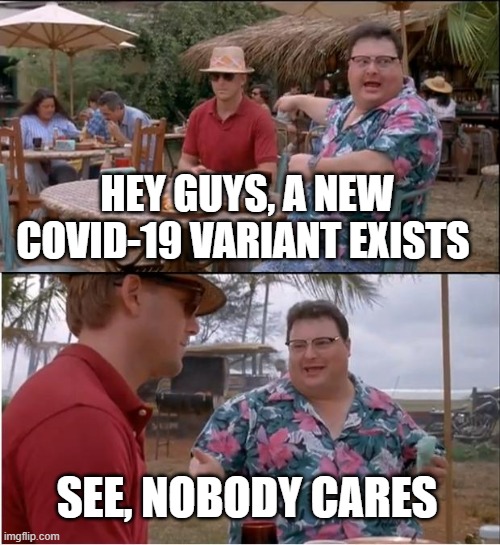 HEY GUYS, A NEW
COVID-19 VARIANT EXISTS
SEE, NOBODY CARES
imgflip.com